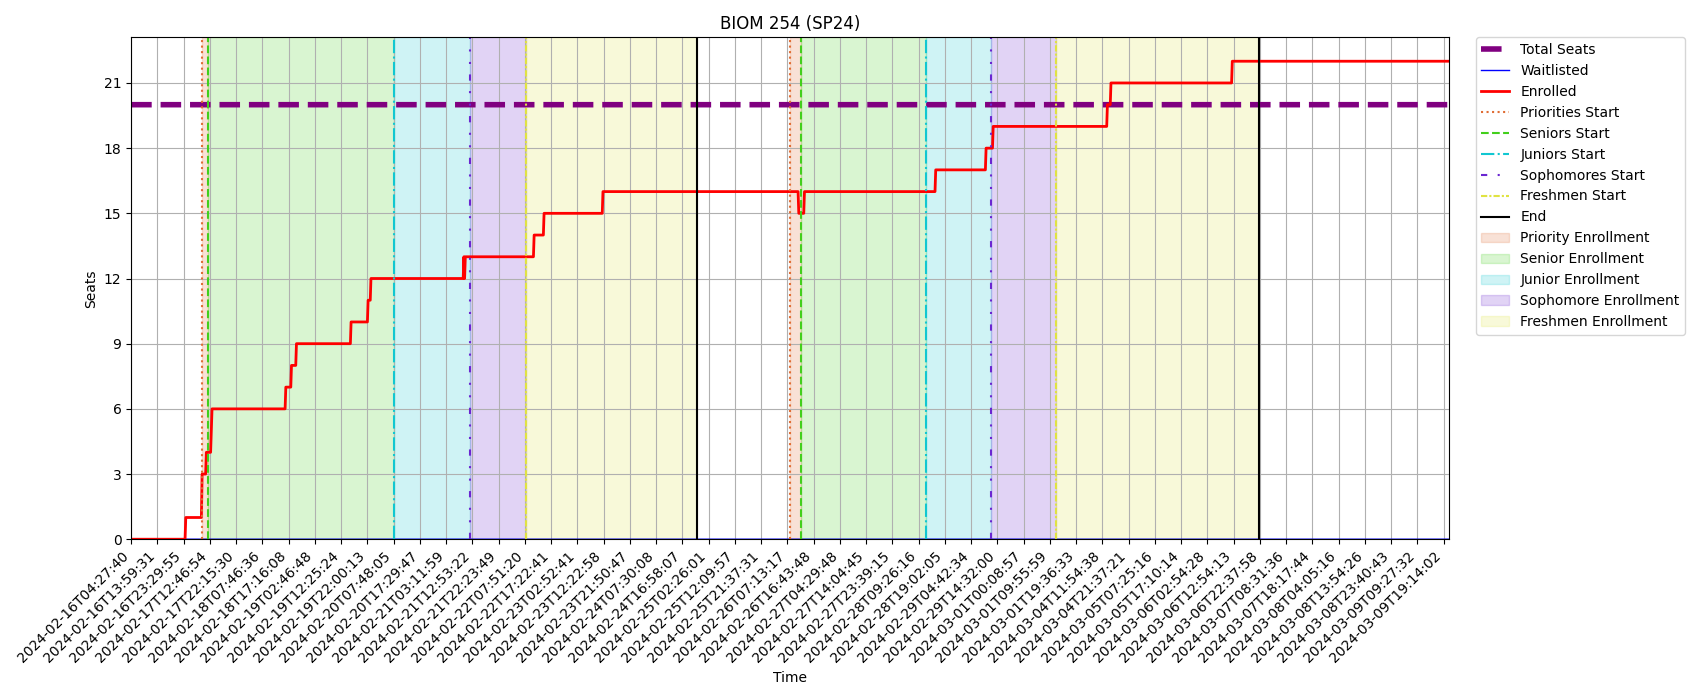 BIOM 254 (SP24)
Seats
21
18
15
12
9
6
3
0
2024-02-16T04:27:40
2024-02-16T13:59:31
2024-02-16T23:29:55
2024-02-17T12:46:54
2024-02-17T22:15:30
2024-02-18T07:46:36
2024-02-18T17:16:08
2024-02-19T02:46:48
2024-02-19T12:25:24
2024-02-19T22:00:13
2024-02-20T07:48:05
2024-02-20T17:29:47
2024-02-21T03:11:59
2024-02-21T12:53:22
2024-02-21T22:23:49
2024-02-22T07:51:20
2024-02-22T17:22:41
2024-02-23T02:52:41
2024-02-23T12:22:58
2024-02-23T21:50:47
2024-02-24T07:30:08
2024-02-24T16:58:07
2024-02-25T02:26:01
2024-02-25T12:09:57
2024-02-25T21:37:31
2024-02-26T07:13:17
2024-02-26T16:43:48
2024-02-27T04:29:48
2024-02-27T14:04:45
2024-02-27T23:39:15
2024-02-28T09:26:16
2024-02-28T19:02:05
2024-02-29T04:42:34
2024-02-29T14:32:00
2024-03-01T00:08:57
2024-03-01T09:55:59
2024-03-01T19:36:33
2024-03-04T11:54:38
2024-03-04T21:37:21
2024-03-05T07:25:16
2024-03-05T17:10:14
2024-03-06T02:54:28
2024-03-06T12:54:13
2024-03-06T22:37:58
2024-03-07T08:31:36
2024-03-07T18:17:44
2024-03-08T04:05:16
2024-03-08T13:54:26
2024-03-08T23:40:43
2024-03-09T09:27:32
2024-03-09T19:14:02
Time
Total Seats
Waitlisted
Enrolled
Priorities Start
Seniors Start
Juniors Start
Sophomores Start
Freshmen Start
End
Priority Enrollment
Senior Enrollment
Junior Enrollment
Sophomore Enrollment
Freshmen Enrollment